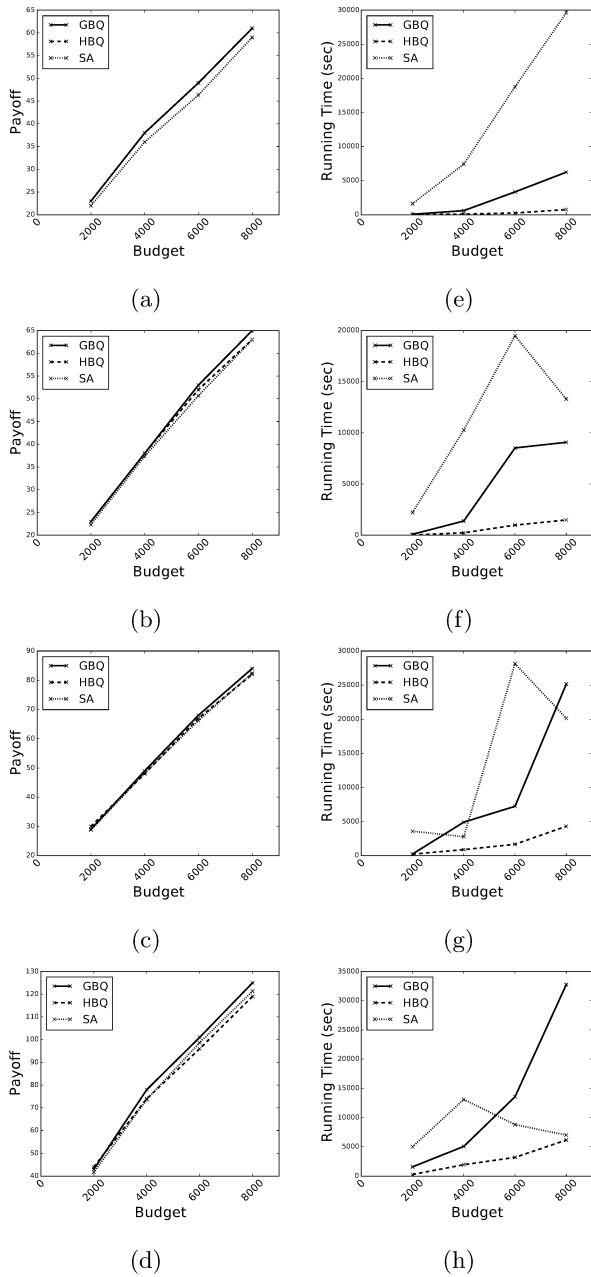 65
60
55
50
45
40
35
30
25
20
Payoff
GBQ
HBQ
SA
0
2000
4000
6000
8000
Budget
(a)
30000
25000
20000
15000
10000
5000
0
Running Time (sec)
GBQ
HBQ
SA
0
2000
4000
6000
8000
Budget
(e)
65
60
55
50
45
40
35
30
25
20
Payoff
GBQ
HBQ
SA
0
2000
4000
6000
8000
Budget
(b)
20000
15000
10000
5000
0
Running Time (sec)
GBQ
HBQ
SA
0
2000
4000
6000
8000
Budget
(f)
90
80
70
60
50
40
30
20
Payoff
GBQ
HBQ
SA
0
2000
4000
6000
8000
Budget
(c)
30000
25000
20000
15000
10000
5000
0
Running Time (sec)
GBQ
HBQ
SA
0
2000
4000
6000
8000
Budget
(g)
130
120
110
100
90
80
70
60
50
40
Payoff
GBQ
HBQ
SA
0
2000
4000
6000
8000
Budget
(d)
35000
30000
25000
20000
15000
10000
5000
0
Running Time (sec)
GBQ
HBQ
SA
0
2000
4000
6000
8000
Budget
(h)